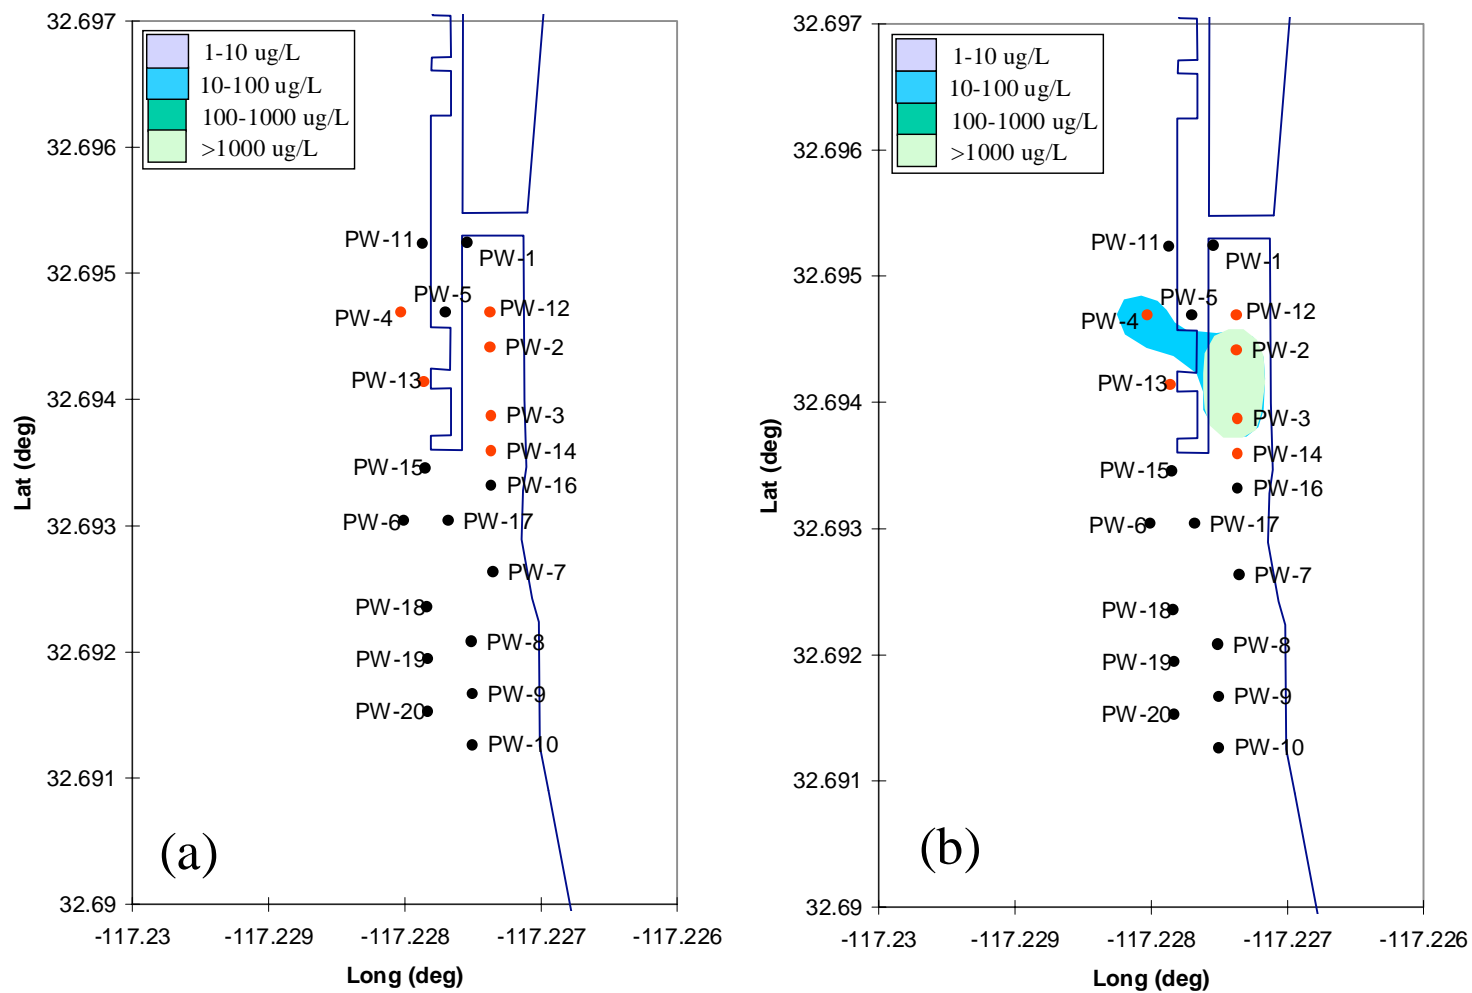 32.697
1-10 ug/L
10-100 ug/L
100-1000 ug/L
>1000 ug/L
32.696
32.695
32.694
32.693
32.692
32.691
32.69
Lat (deg)
PW-11
PW-1
PW-5
PW-4
PW-12
PW-2
PW-13
PW-3
PW-14
PW-15
PW-16
PW-6
PW-17
PW-7
PW-18
PW-8
PW-19
PW-9
PW-20
PW-10
(a)
-117.23
-117.229
-117.228
-117.227
-117.226
Long (deg)
32.697
1-10 ug/L
10-100 ug/L
100-1000 ug/L
>1000 ug/L
32.696
32.695
32.694
32.693
32.692
32.691
32.69
Lat (deg)
PW-11
PW-1
PW-5
PW-4
PW-12
PW-2
PW-13
PW-3
PW-14
PW-15
PW-16
PW-6
PW-17
PW-7
PW-18
PW-8
PW-19
PW-9
PW-20
PW-10
(b)
-117.23
-117.229
-117.228
-117.227
-117.226
Long (deg)